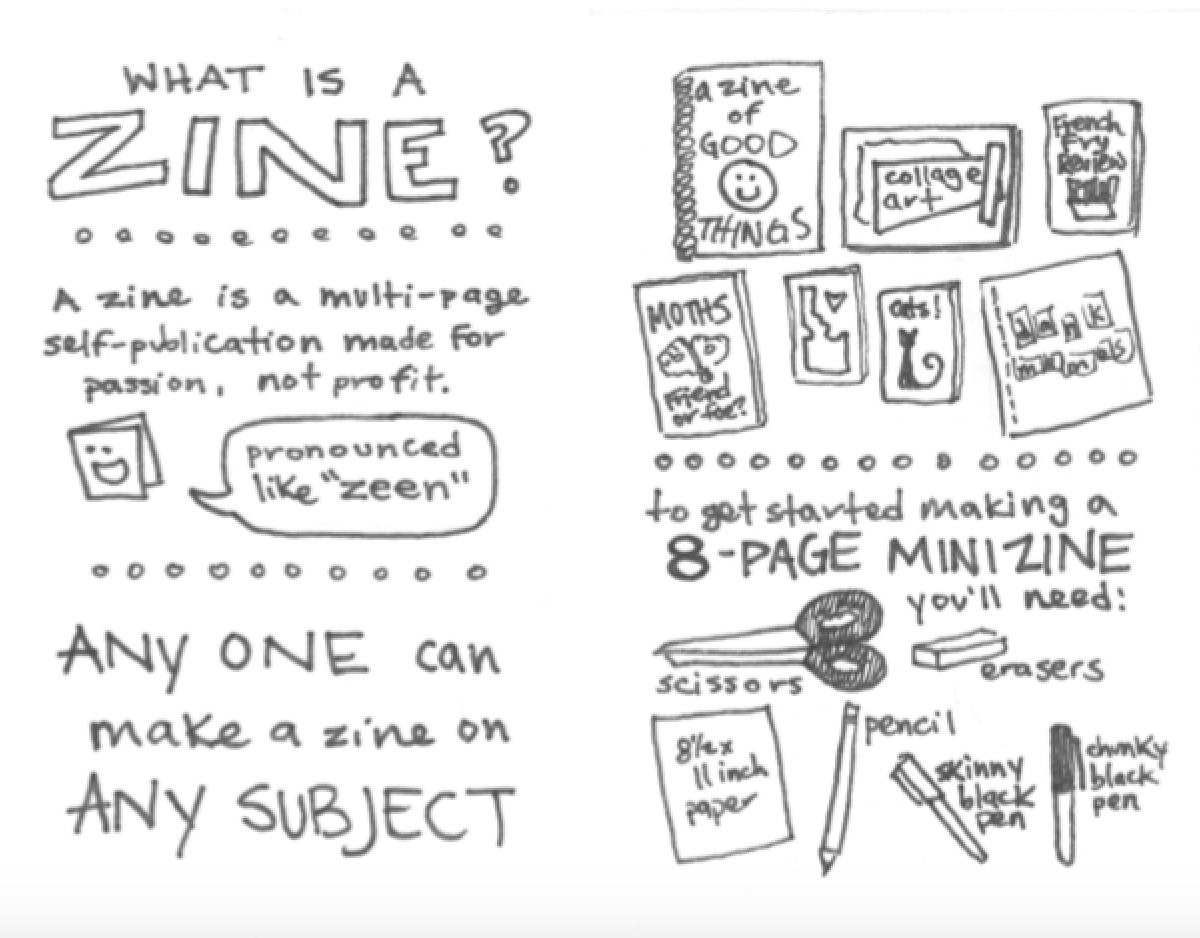 WHAT IS A
ZINE?
A zine is a multi-page
self-publication made for
passion, not profit.
pronounced
like "zeen"
ANY ONE can
make a zine on
ANY SUBJECT
a zine
of
GOOD
THINGS
collage
art
French
Fry
Review
MOTHS
Friend
or foe?
cats!
dank
memes
to get started making a
8-PAGE MINIZINE
you'll need:
scissors
erasers
8½ x
11 inch
paper
pencil
skinny
black
pen
chunky
black
pen